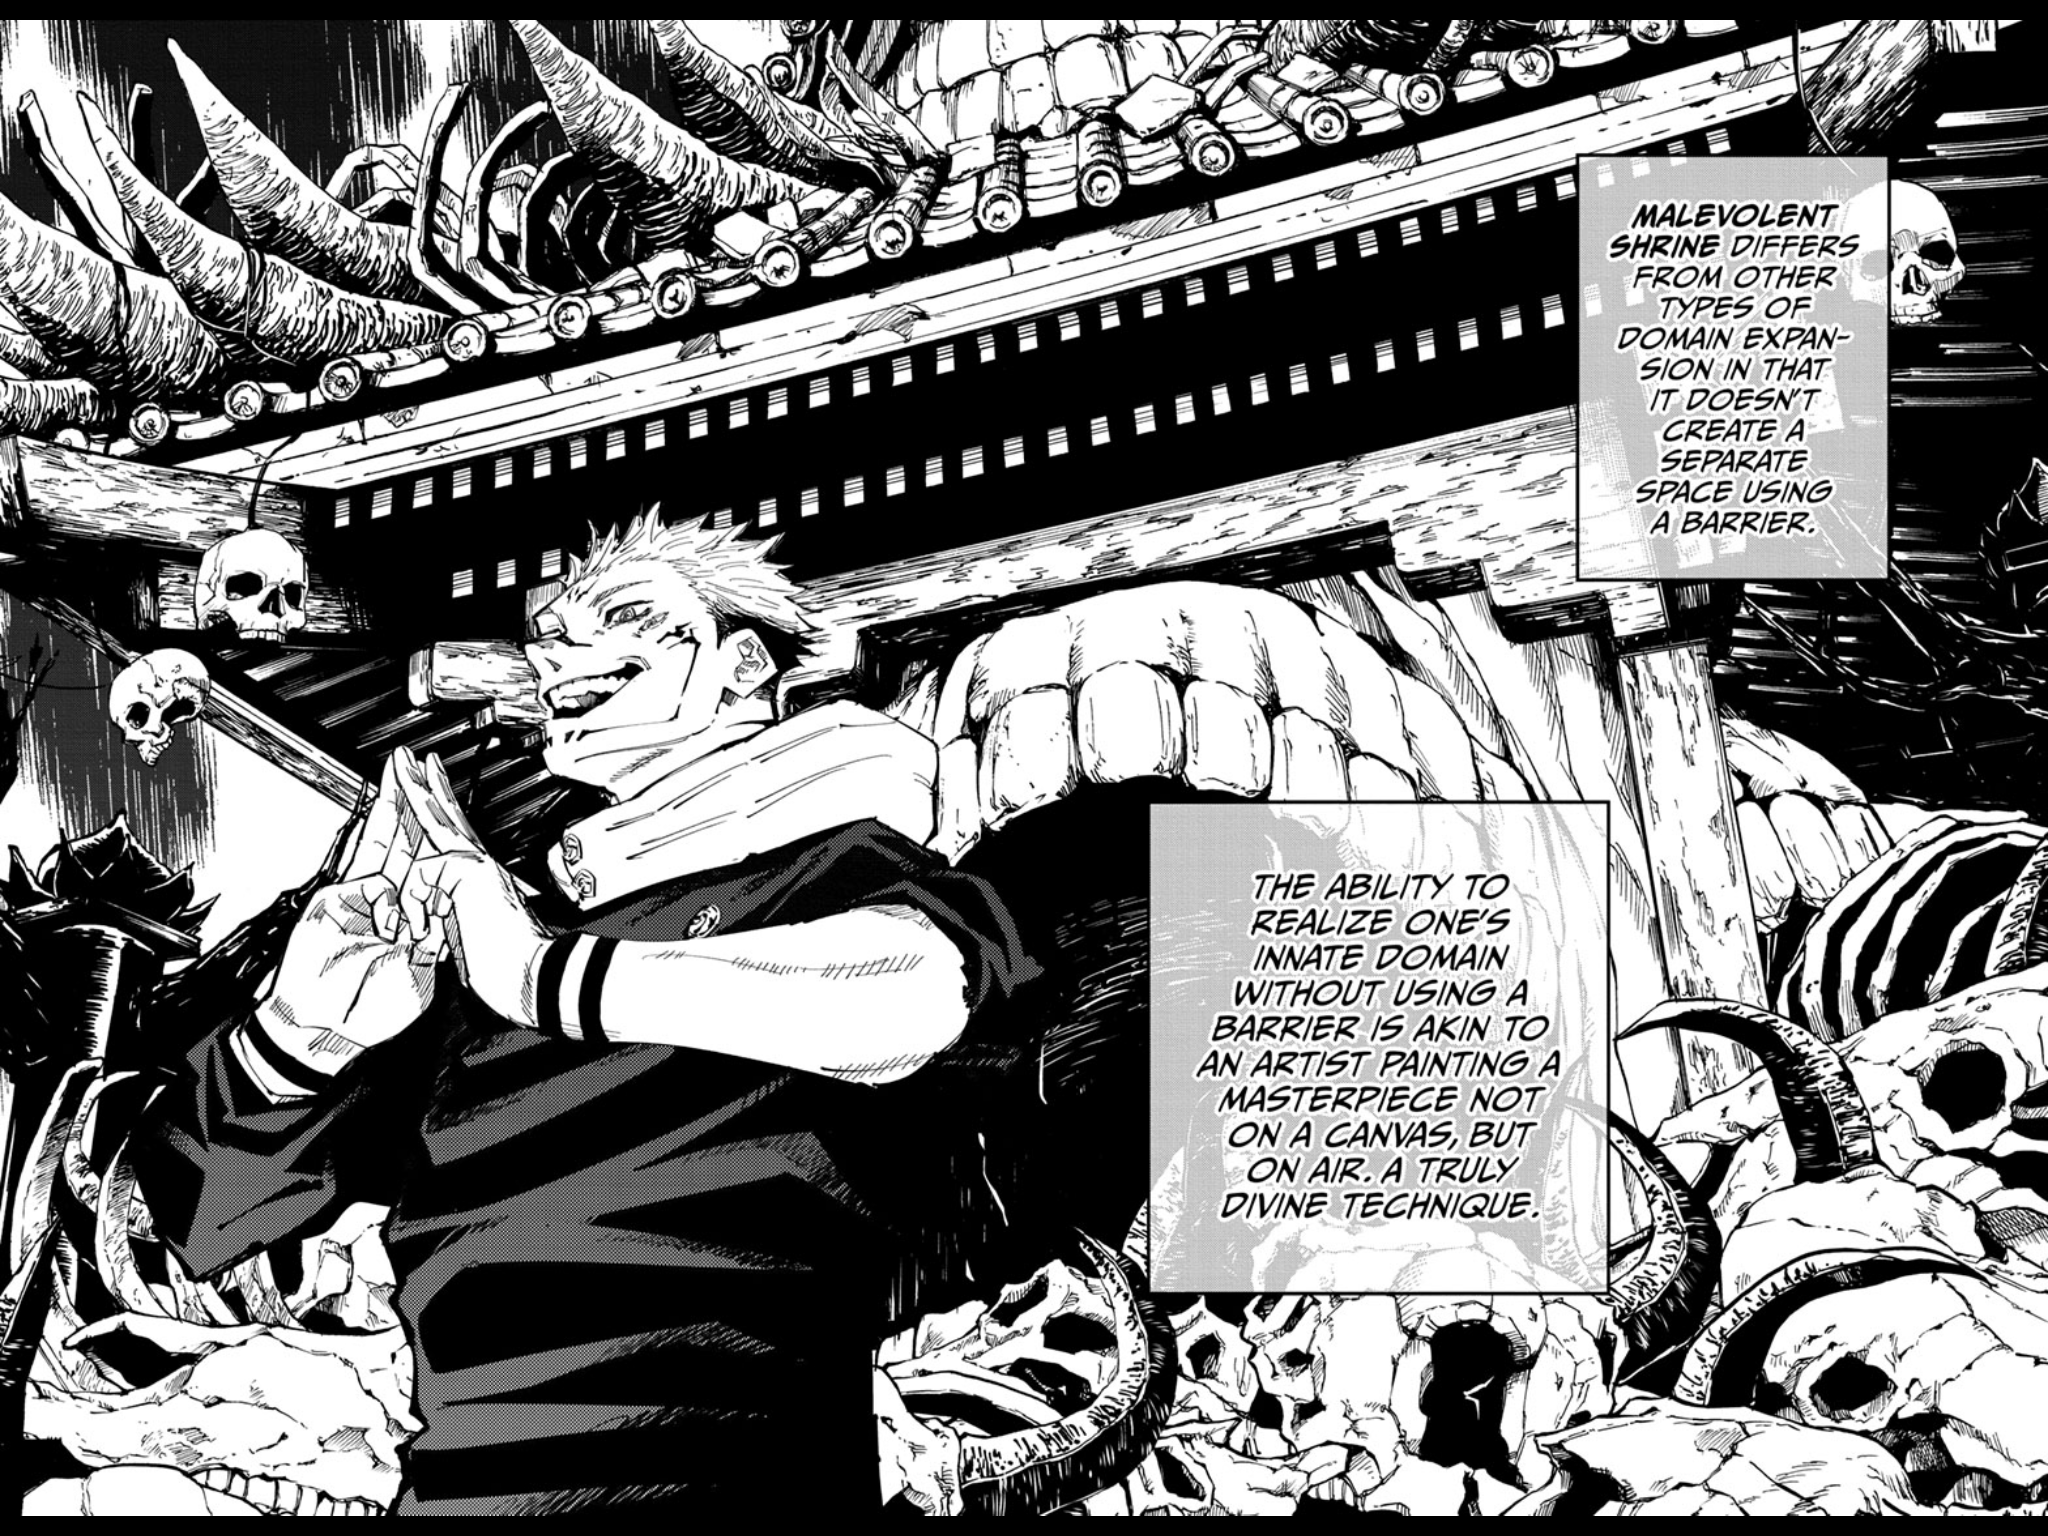 MALEVOLENT
SHRINE DIFFERS
FROM OTHER
TYPES OF
DOMAIN EXPAN-
SION IN THAT
IT DOESN'T
CREATE A
SEPARATE
SPACE USING
A BARRIER.
THE ABILITY TO
REALIZE ONE'S
INNATE DOMAIN
WITHOUT USING A
BARRIER IS AKIN TO
AN ARTIST PAINTING A
MASTERPIECE NOT
ON A CANVAS, BUT
ON AIR. A TRULY
DIVINE TECHNIQUE.